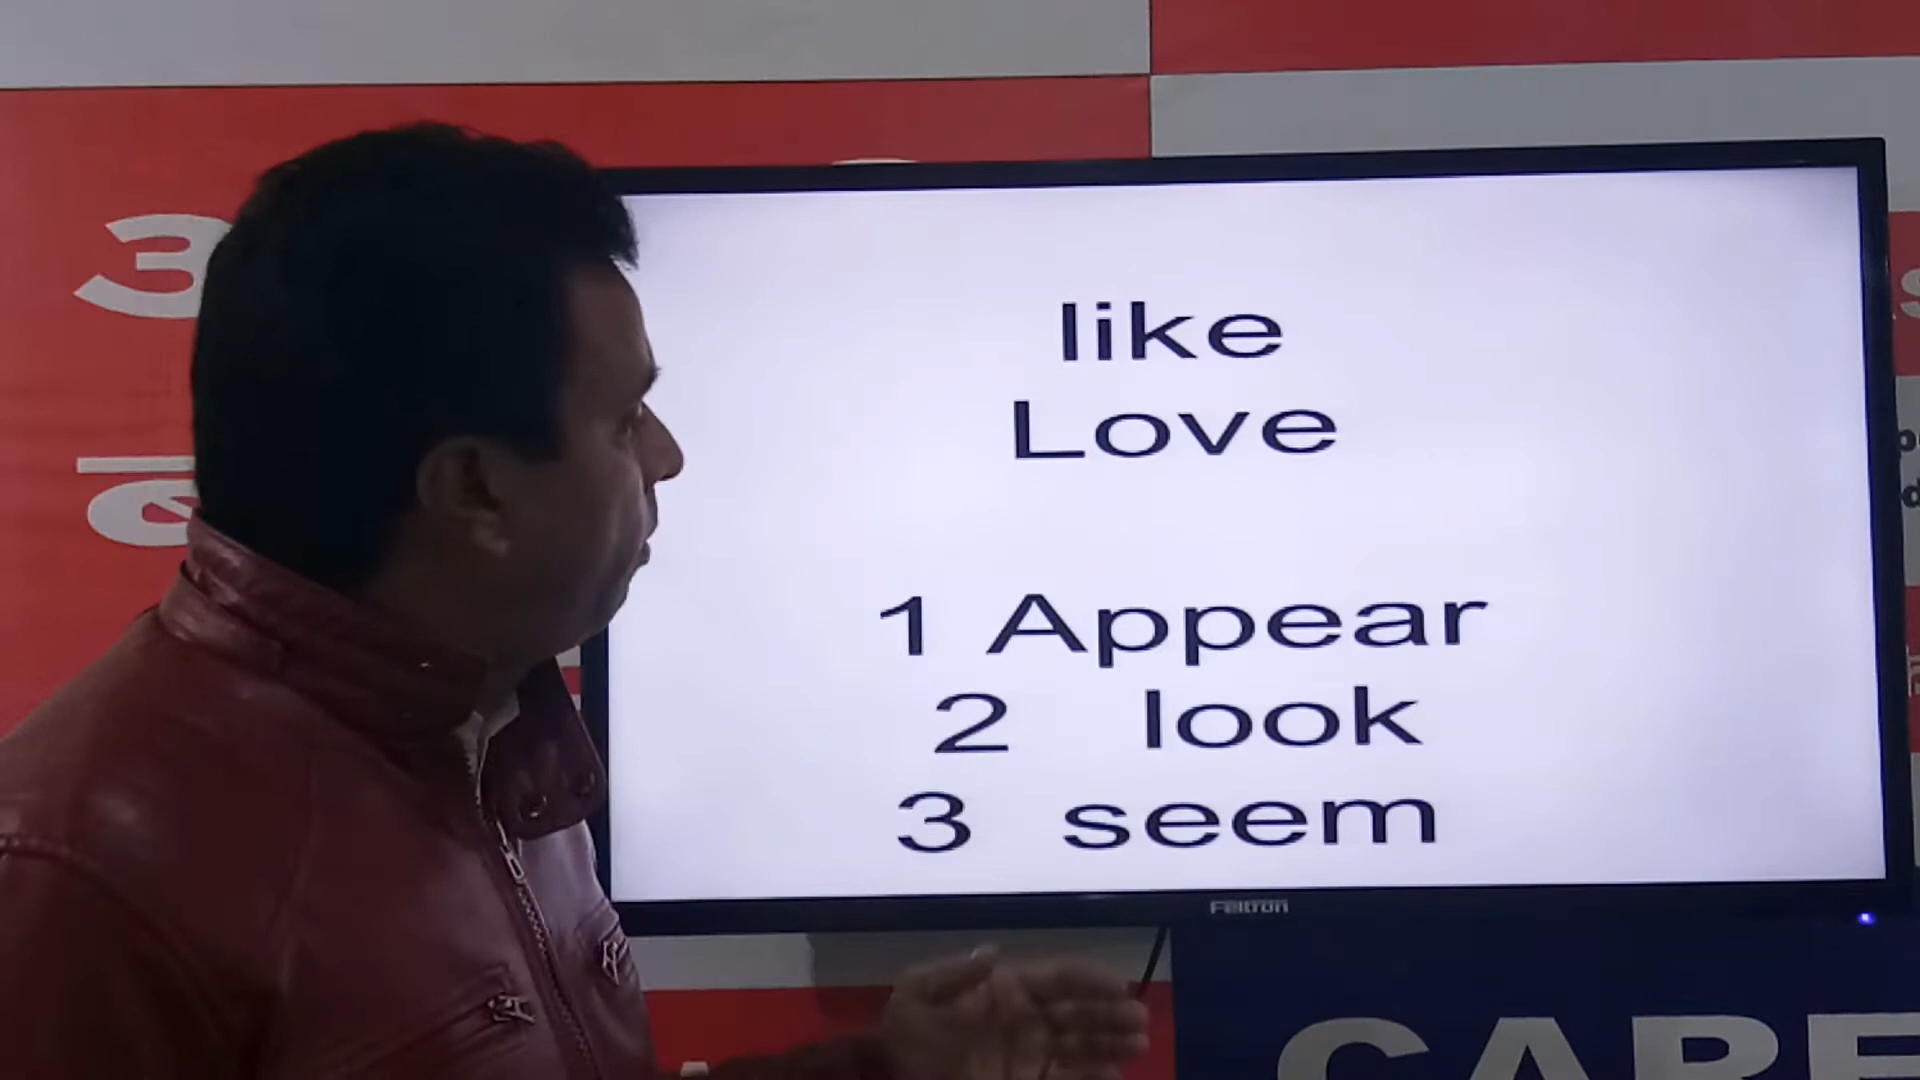 like
Love
1 Appear
2 look
3 seem
Feltron